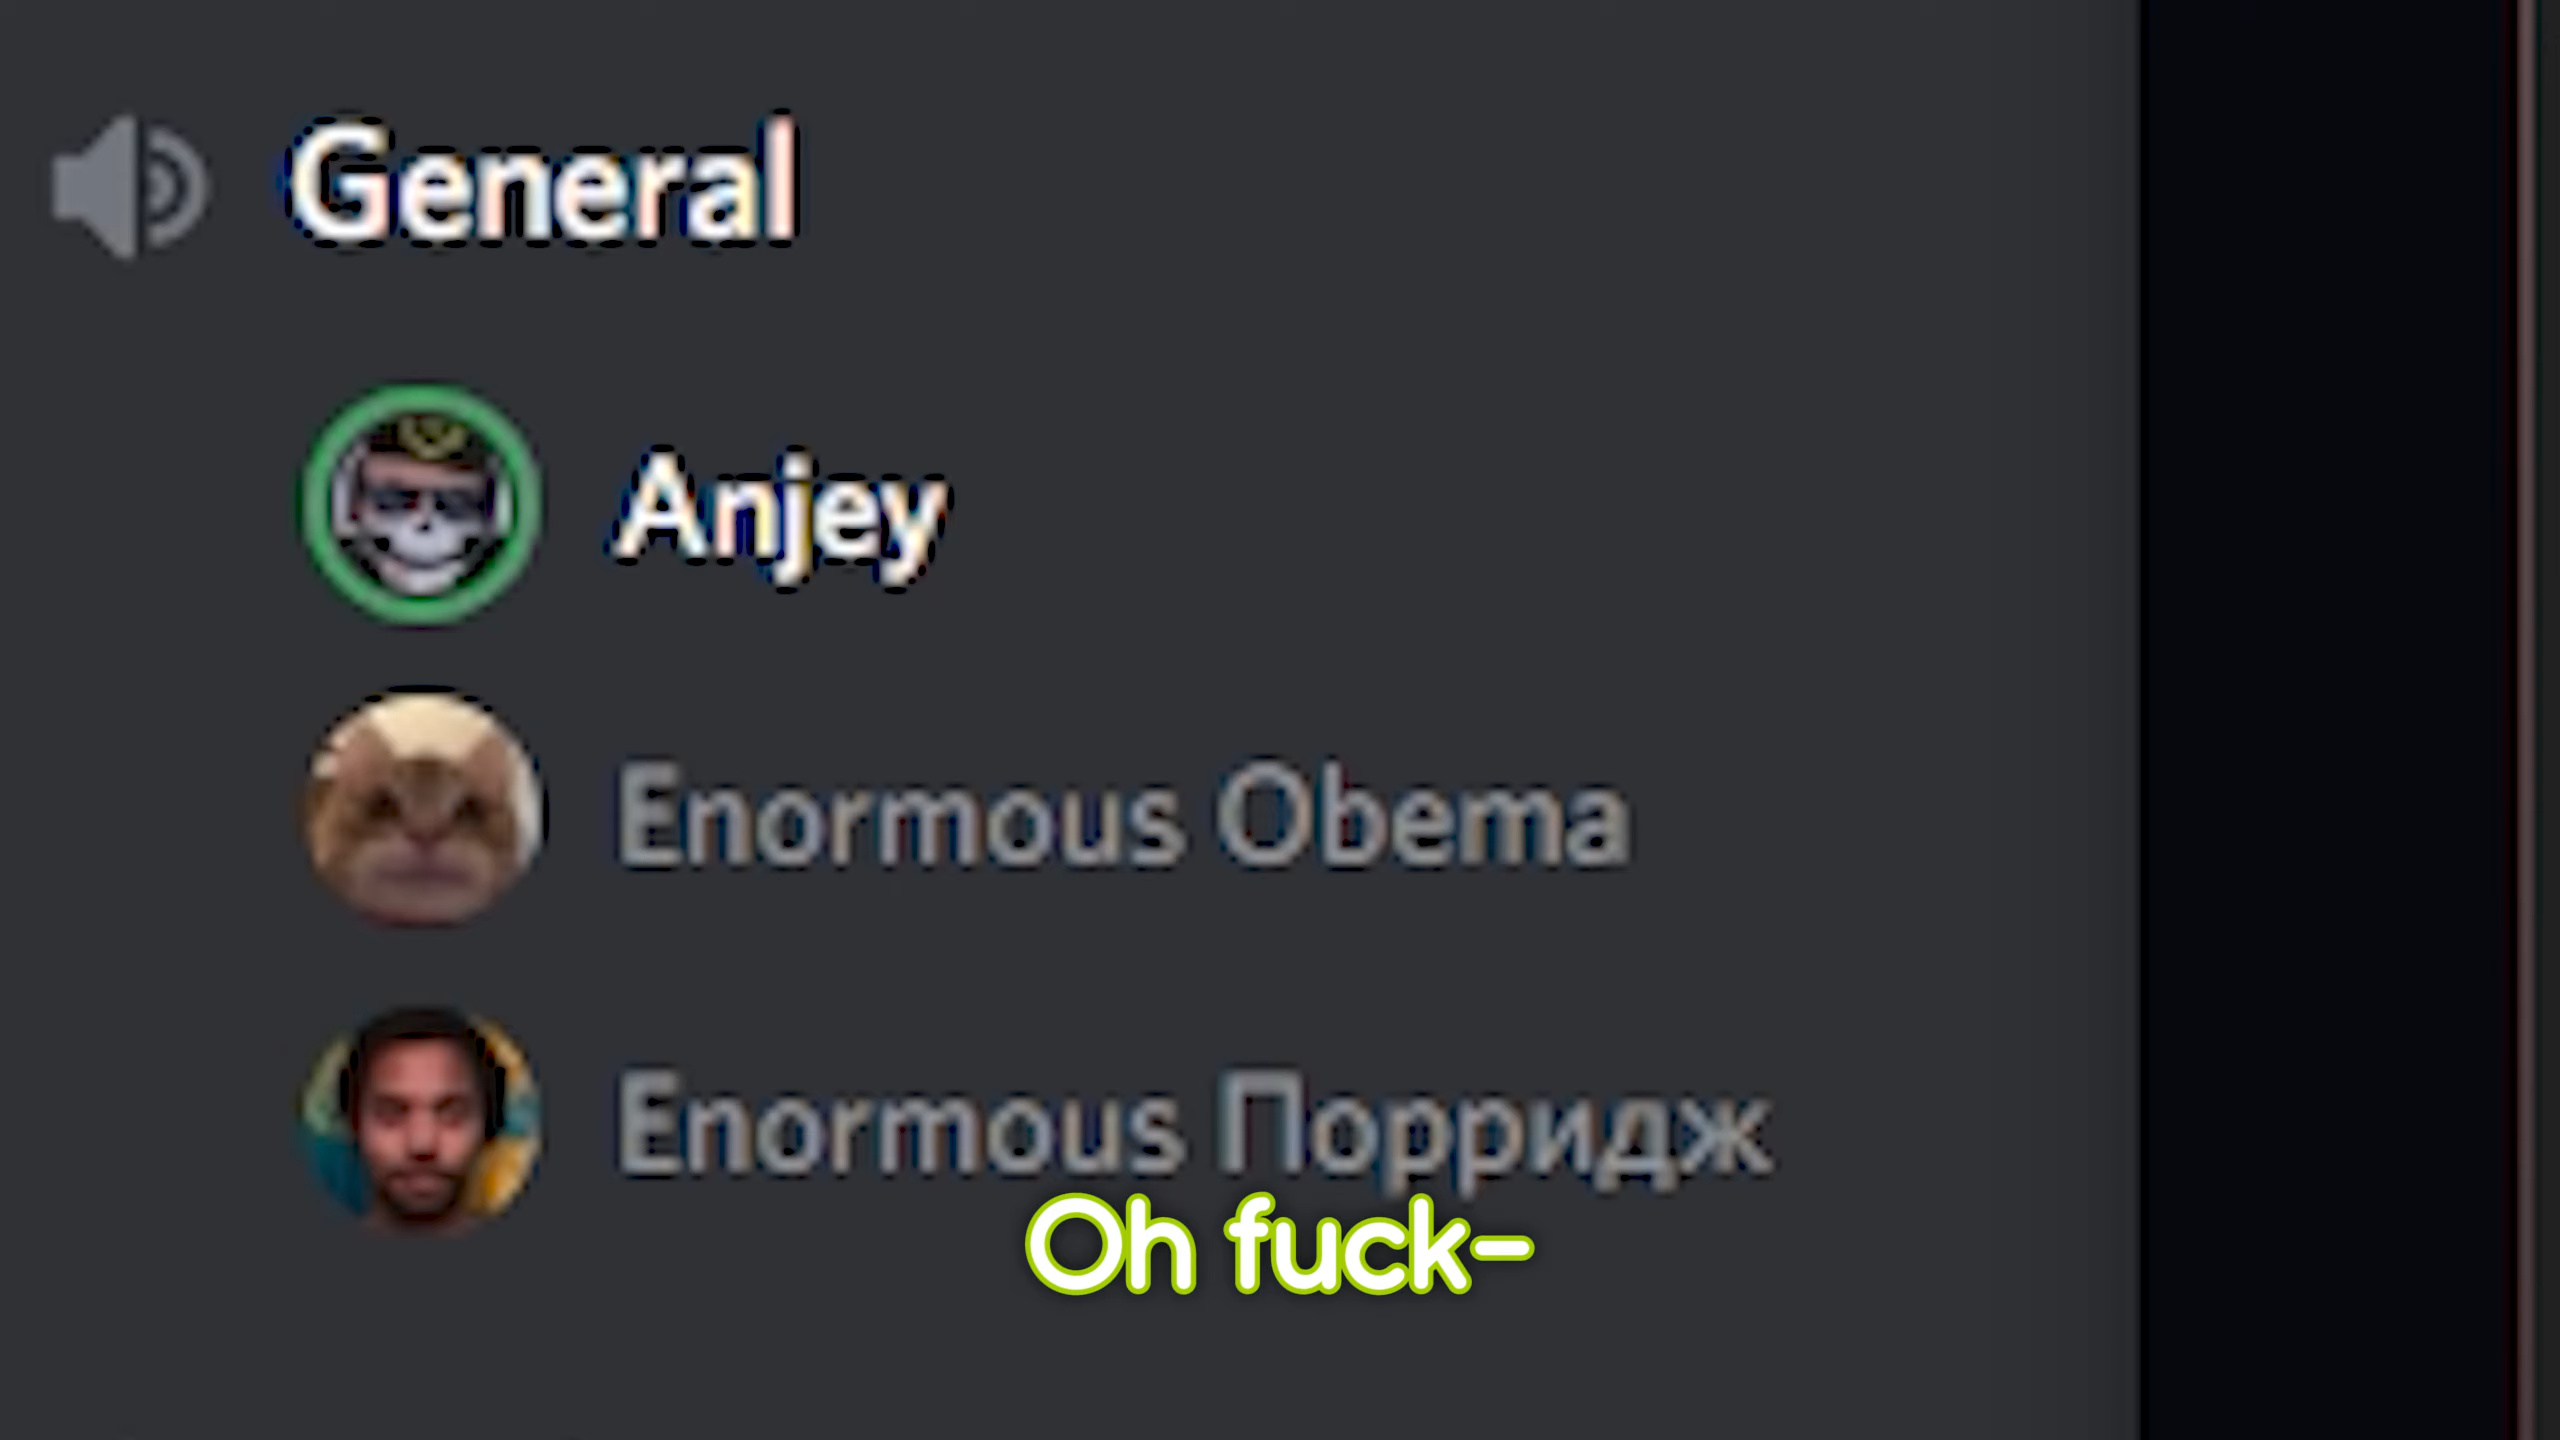 General
Anjey
Enormous Obema
Enormous Порридж
Oh fuck-